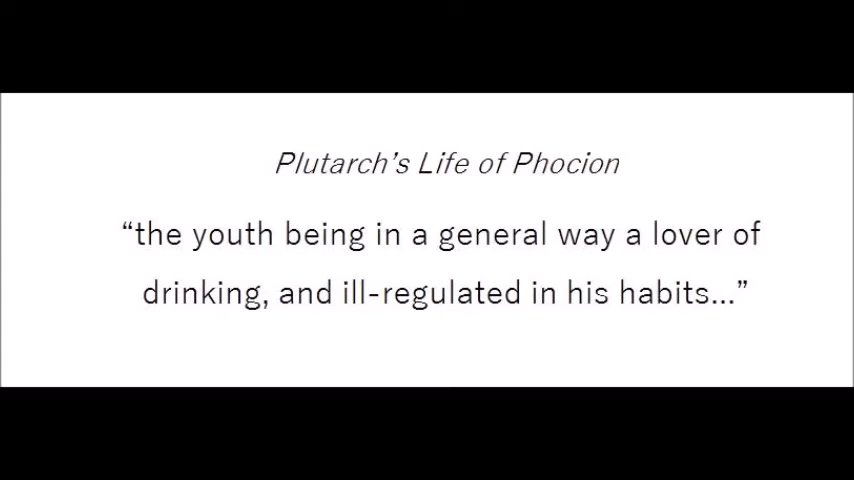 Plutarch’s Life of Phocion
“the youth being in a general way a lover of
drinking, and ill-regulated in his habits...”